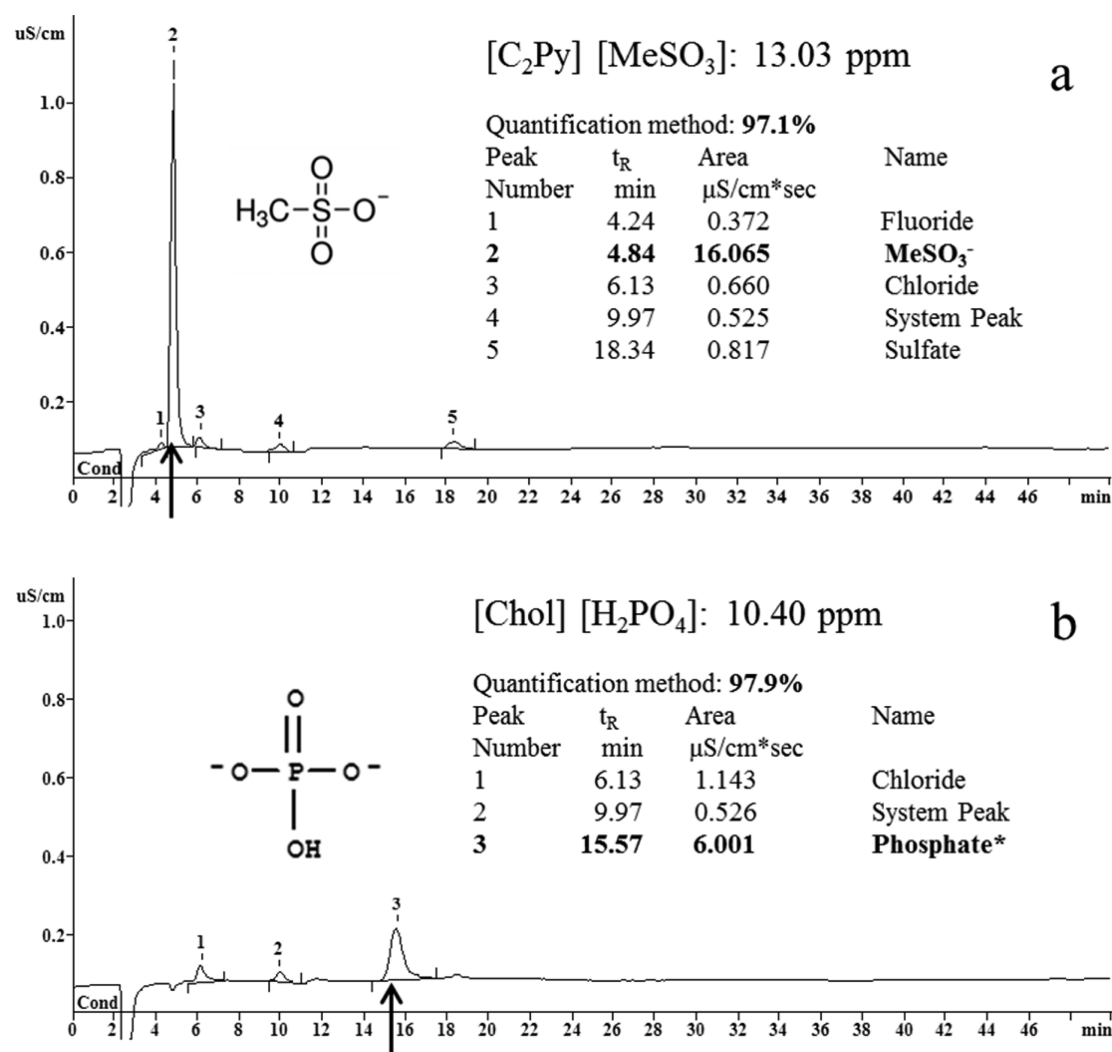 uS/cm
2
[C₂Py] [MeSO₃]: 13.03 ppm
a
1.0
Quantification method: 97.1%
Peak tR Area Name
Number min µS/cm*sec
1 4.24 0.372 Fluoride
2 4.84 16.065 MeSO₃⁻
3 6.13 0.660 Chloride
4 9.97 0.525 System Peak
5 18.34 0.817 Sulfate
0.8
O
H₃C-S-O⁻
O
0.6
0.4
0.2
1 3 4 5
Cond
0 2 4 6 8 10 12 14 16 18 20 22 24 26 28 30 32 34 36 38 40 42 44 46 min
uS/cm
[Chol] [H₂PO₄]: 10.40 ppm
b
1.0
Quantification method: 97.9%
Peak tR Area Name
Number min µS/cm*sec
1 6.13 1.143 Chloride
2 9.97 0.526 System Peak
3 15.57 6.001 Phosphate*
0.8
O
⁻O-P-O⁻
OH
0.6
0.4
0.2
1 2 3
Cond
0 2 4 6 8 10 12 14 16 18 20 22 24 26 28 30 32 34 36 38 40 42 44 46 min